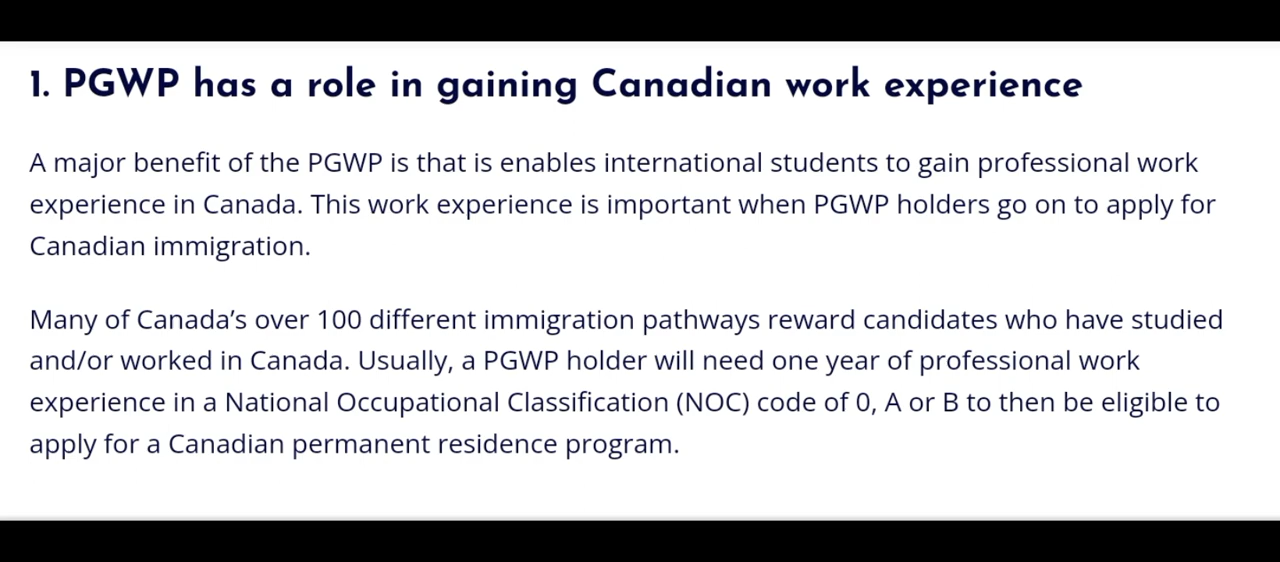 1. PGWP has a role in gaining Canadian work experience
A major benefit of the PGWP is that is enables international students to gain professional work
experience in Canada. This work experience is important when PGWP holders go on to apply for
Canadian immigration.
Many of Canada’s over 100 different immigration pathways reward candidates who have studied
and/or worked in Canada. Usually, a PGWP holder will need one year of professional work
experience in a National Occupational Classification (NOC) code of 0, A or B to then be eligible to
apply for a Canadian permanent residence program.